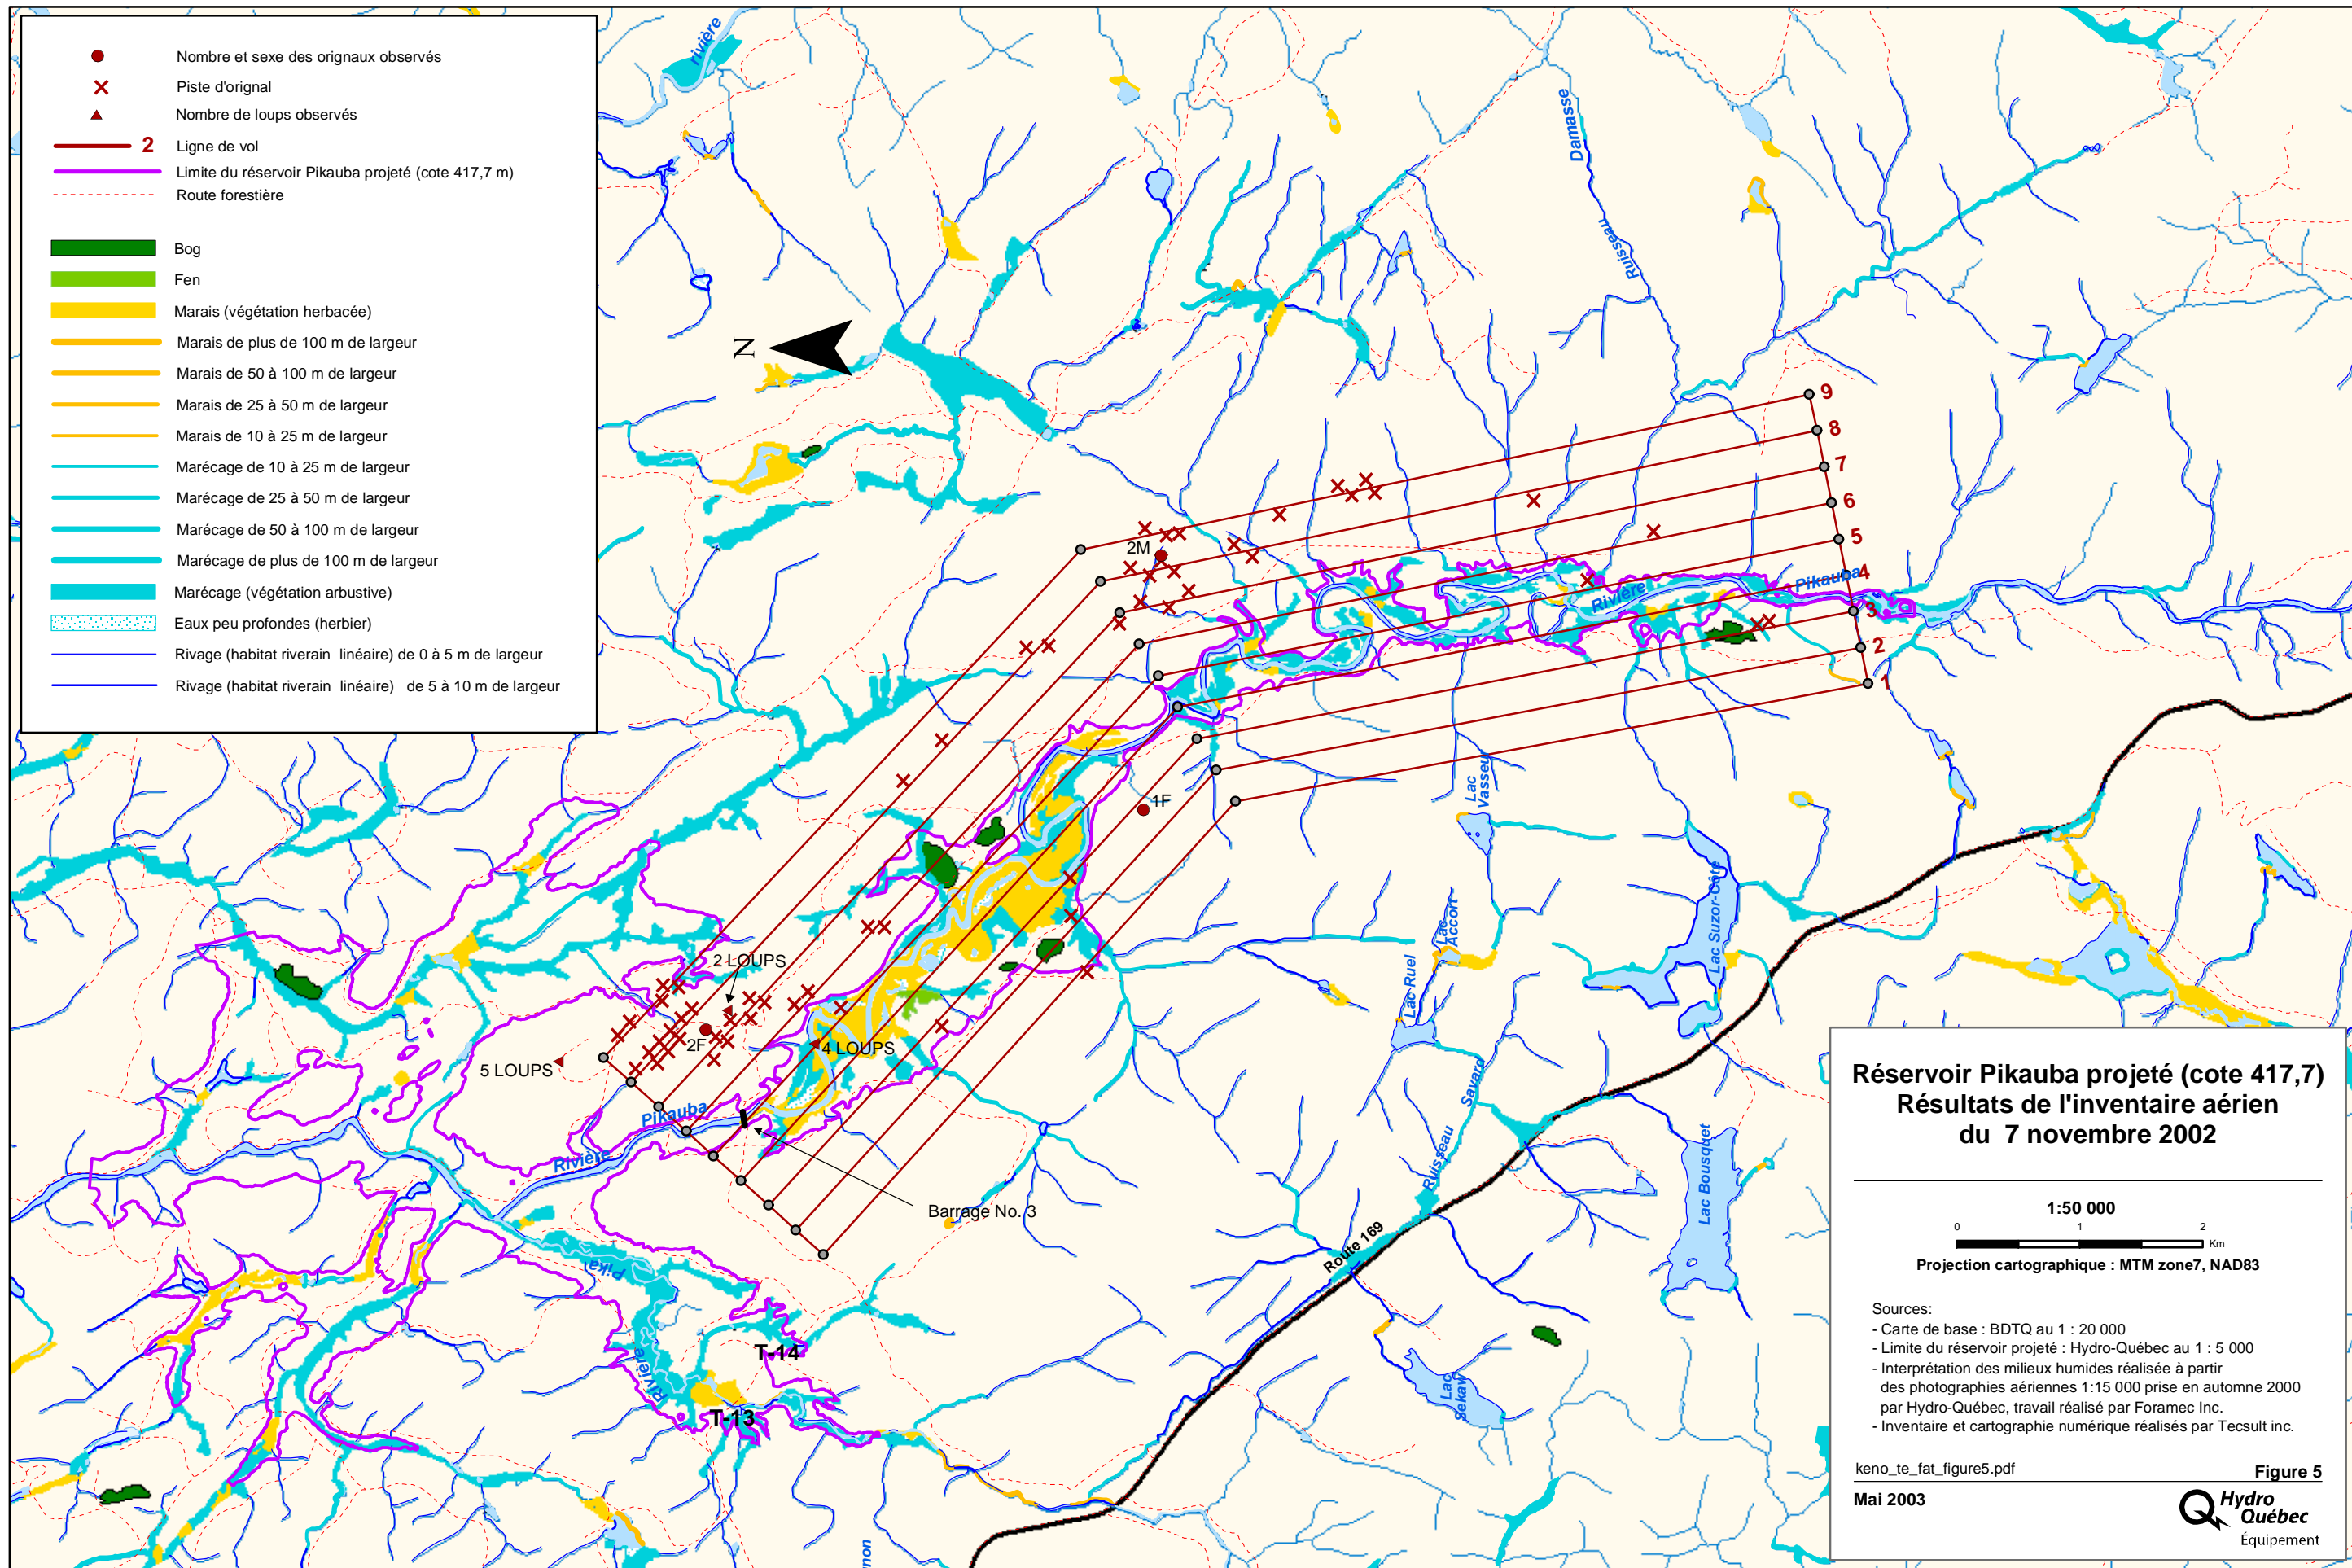 Nombre et sexe des orignaux observés
Piste d'orignal
Nombre de loups observés
2 Ligne de vol
Limite du réservoir Pikauba projeté (cote 417,7 m)
Route forestière
Bog
Fen
Marais (végétation herbacée)
Marais de plus de 100 m de largeur
Marais de 50 à 100 m de largeur
Marais de 25 à 50 m de largeur
Marais de 10 à 25 m de largeur
Marécage de 10 à 25 m de largeur
Marécage de 25 à 50 m de largeur
Marécage de 50 à 100 m de largeur
Marécage de plus de 100 m de largeur
Marécage (végétation arbustive)
Eaux peu profondes (herbier)
Rivage (habitat riverain linéaire) de 0 à 5 m de largeur
Rivage (habitat riverain linéaire) de 5 à 10 m de largeur
rivière
N
Ruisseau Damasse
9
8
7
6
5
4
3
2
1
2M
Rivière Pikauba
1F
Lac
Vasseu
Lac
Accort
Lac Ruel
Lac Suzor-Côte
2 LOUPS
2F
4 LOUPS
5 LOUPS
Rivière Pikauba
Barrage No. 3
Ruisseau Savard
Lac Bousquet
Route 169
Rivière Pika
T-14
T-13
Lac
Sekaw
non
Réservoir Pikauba projeté (cote 417,7)
Résultats de l'inventaire aérien
du 7 novembre 2002
1:50 000
0 1 2
Km
Projection cartographique : MTM zone7, NAD83
Sources:
- Carte de base : BDTQ au 1 : 20 000
- Limite du réservoir projeté : Hydro-Québec au 1 : 5 000
- Interprétation des milieux humides réalisée à partir
des photographies aériennes 1:15 000 prise en automne 2000
par Hydro-Québec, travail réalisé par Foramec Inc.
- Inventaire et cartographie numérique réalisés par Tecsult inc.
keno_te_fat_figure5.pdf
Figure 5
Mai 2003
Hydro
Québec
Équipement